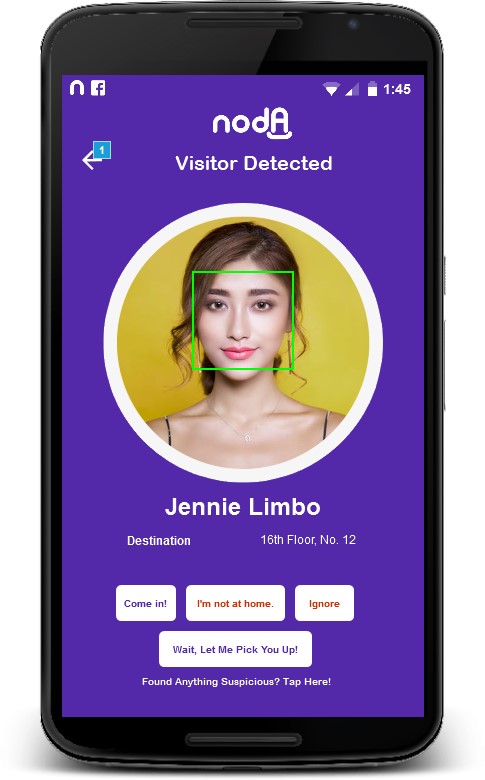 1:45
nodA
1
Visitor Detected
Jennie Limbo
Destination 16th Floor, No. 12
Come in! I'm not at home. Ignore
Wait, Let Me Pick You Up!
Found Anything Suspicious? Tap Here!